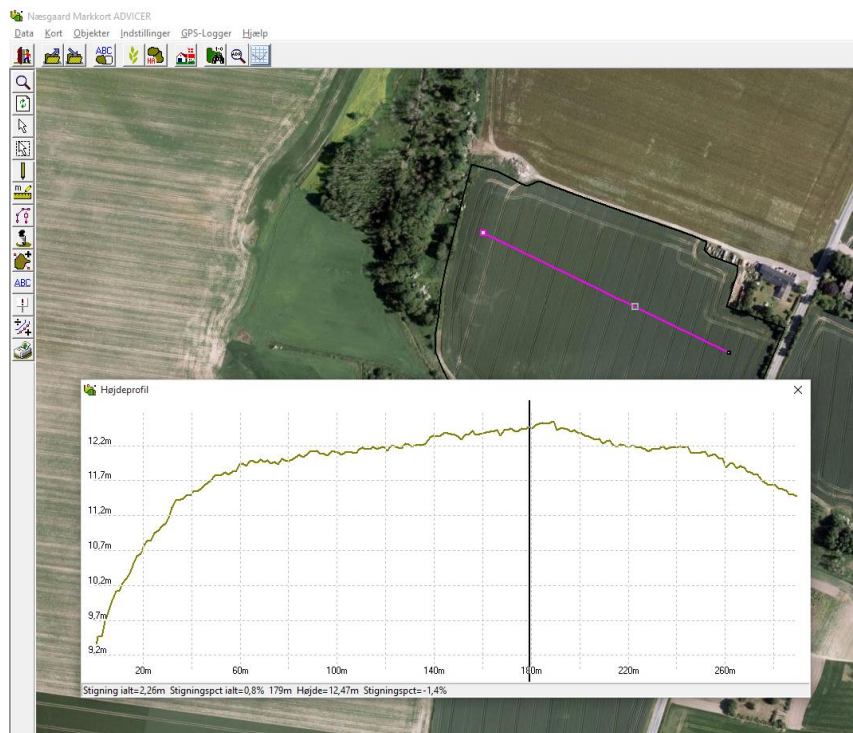 Næsgaard Markkort ADVICER
Data Kort Objekter Indstillinger GPS-Logger Hjælp
ABC
HA
m
ABC
Højdeprofil
12,2m
11,7m
11,2m
10,7m
10,2m
9,7m
9,2m
20m 60m 100m 140m 180m 220m 260m
Stigning ialt=2,26m Stigningspct ialt=0,8% 179m Højde=12,47m Stigningspct=-1,4%